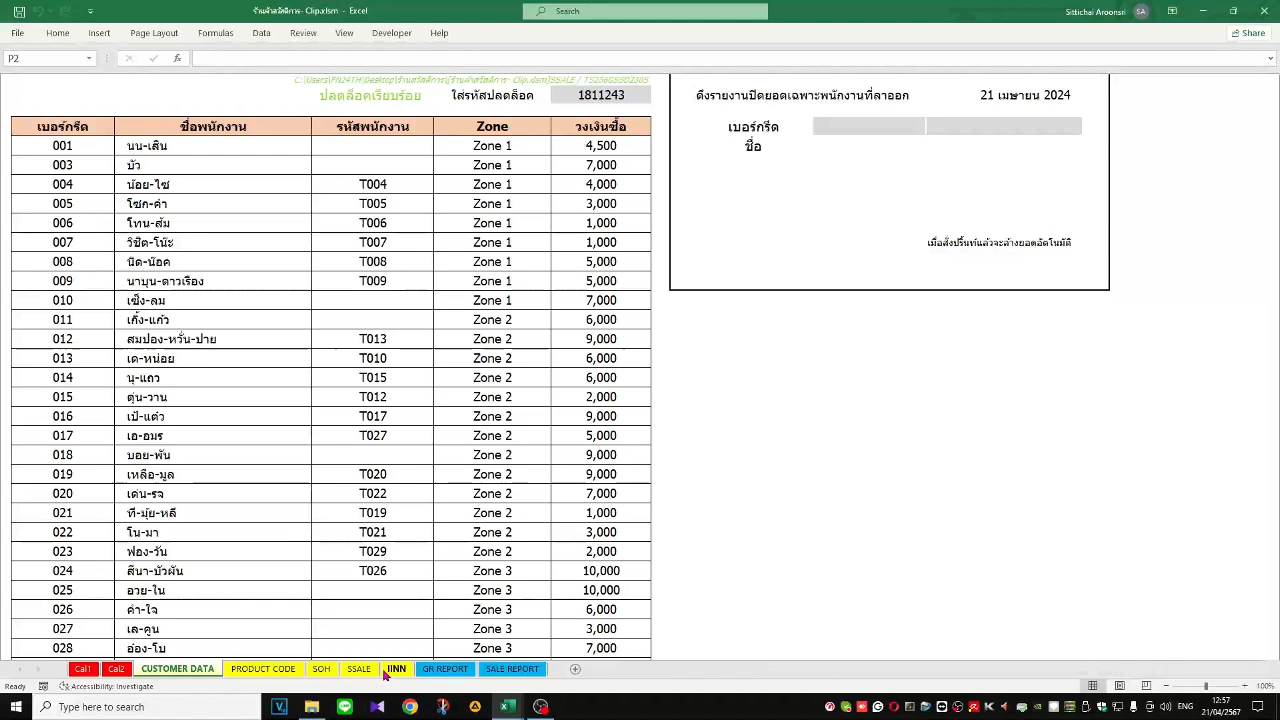 ร้านสวัสดิการ- Clip.xlsm - Excel
Search
Sittichai Aroonsri
SA
File Home Insert Page Layout Formulas Data Review View Developer Help
Share
P2
fx
ปลดล็อคเรียบร้อย ใส่รหัสปลดล็อค 1811243
ดึงรายงานปิดยอดเฉพาะพนักงานที่ลาออก 21 เมษายน 2024
เบอร์กรีด
ชื่อ
เมื่อสั่งปริ้นท์แล้วจะล้างยอดอัตโนมัติ
เบอร์กรีด ชื่อพนักงาน รหัสพนักงาน Zone วงเงินซื้อ
001 นน-เสิน Zone 1 4,500
003 บัว Zone 1 7,000
004 น้อย-ไซ T004 Zone 1 4,000
005 โชก-คำ T005 Zone 1 3,000
006 โทน-ส้ม T006 Zone 1 1,000
007 วิชิต-โน๊ะ T007 Zone 1 1,000
008 นิด-น๊อค T008 Zone 1 5,000
009 นาบุน-ดาวเรือง T009 Zone 1 5,000
010 เซ็ง-ลม Zone 1 7,000
011 เกิ้ง-แก้ว Zone 2 6,000
012 สมปอง-หวั่น-ปาย T013 Zone 2 9,000
013 เด-หน่อย T010 Zone 2 6,000
014 นุ-แถว T015 Zone 2 6,000
015 ตุ่น-วาน T012 Zone 2 2,000
016 เป้-แต๋ว T017 Zone 2 9,000
017 เอ-อมร T027 Zone 2 5,000
018 บอย-พัน Zone 2 9,000
019 เหลือ-มูล T020 Zone 2 9,000
020 เด่น-รจ T022 Zone 2 7,000
021 ที-มุ้ย-หลี T019 Zone 2 1,000
022 โน-มา T021 Zone 2 3,000
023 ฟอง-วัน T029 Zone 2 2,000
024 สีนา-บัวผัน T026 Zone 3 10,000
025 อวย-ใน Zone 3 10,000
026 คำ-ใจ Zone 3 6,000
027 เล-คูน Zone 3 3,000
028 อ่อง-โบ Zone 3 7,000
Cal1 Cal2 CUSTOMER DATA PRODUCT CODE SOH SSALE IINN GR REPORT SALE REPORT
Ready Accessibility: Investigate 100%
Type here to search
ENG
12:57
21/04/2567